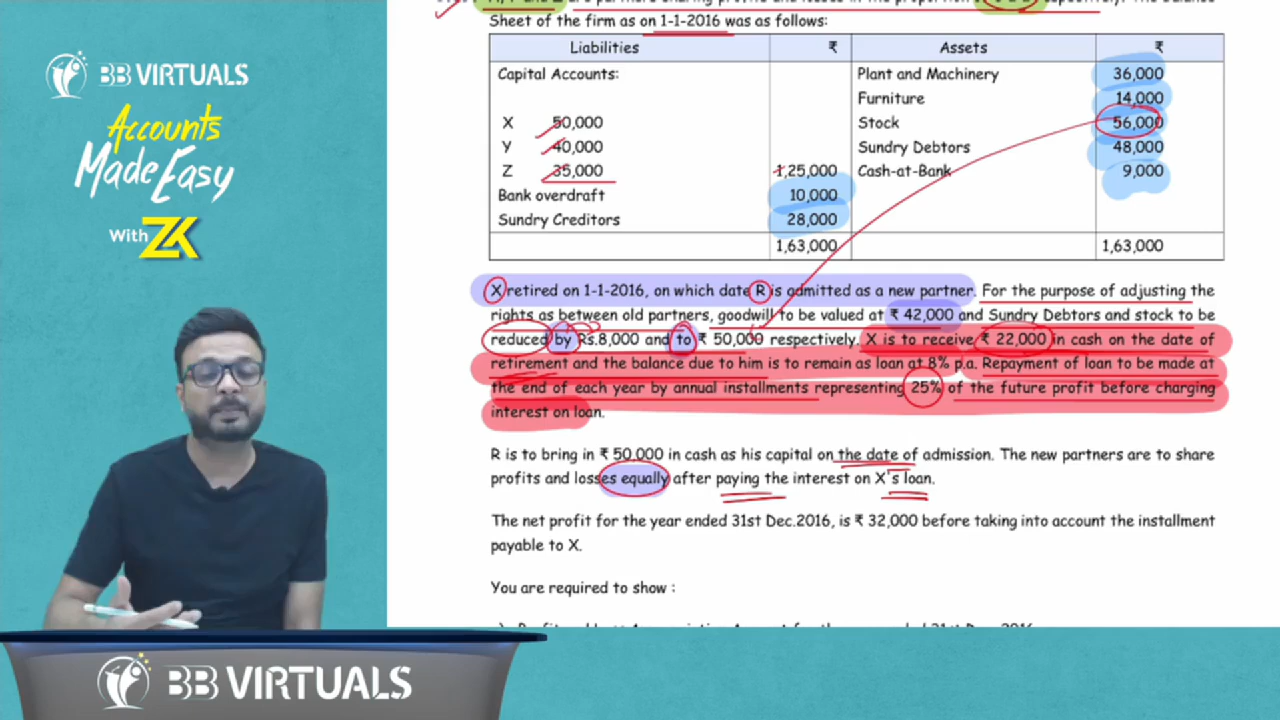 BB VIRTUALS
Accounts
Made Easy
With ZK
X, Y and Z are partners sharing profits and losses in the proportion
Sheet of the firm as on 1-1-2016 was as follows:
Liabilities ₹ Assets ₹
Capital Accounts: Plant and Machinery 36,000
Furniture 14,000
X 50,000 Stock 56,000
Y 40,000 Sundry Debtors 48,000
Z 35,000 1,25,000 Cash-at-Bank 9,000
Bank overdraft 10,000
Sundry Creditors 28,000
1,63,000 1,63,000
X retired on 1-1-2016, on which date R is admitted as a new partner. For the purpose of adjusting the
rights as between old partners, goodwill to be valued at ₹ 42,000 and Sundry Debtors and stock to be
reduced by Rs.8,000 and to ₹ 50,000 respectively. X is to receive ₹ 22,000 in cash on the date of
retirement and the balance due to him is to remain as loan at 8% p.a. Repayment of loan to be made at
the end of each year by annual installments representing 25% of the future profit before charging
interest on loan.
R is to bring in ₹ 50,000 in cash as his capital on the date of admission. The new partners are to share
profits and losses equally after paying the interest on X's loan.
The net profit for the year ended 31st Dec.2016, is ₹ 32,000 before taking into account the installment
payable to X.
You are required to show :
BB VIRTUALS